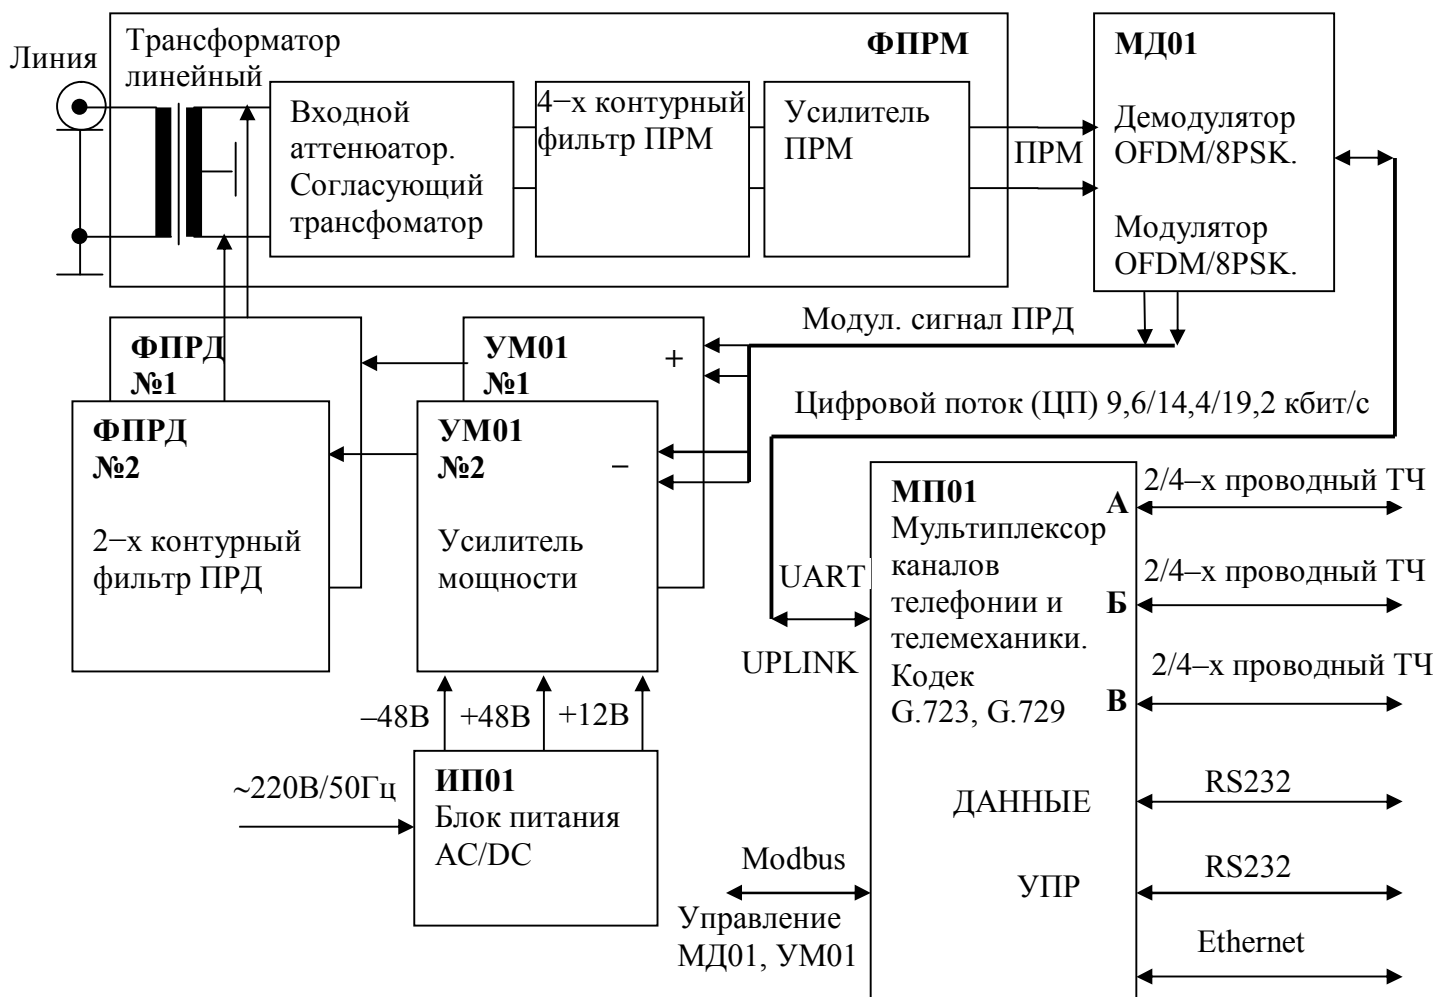 Линия
Трансформатор
линейный
ФПРМ
Входной
аттенюатор.
Согласующий
трансфоматор
4−х контурный
фильтр ПРМ
Усилитель
ПРМ
ПРМ
МД01
Демодулятор
OFDM/8PSK.
Модулятор
OFDM/8PSK.
Модул. сигнал ПРД
Цифровой поток (ЦП) 9,6/14,4/19,2 кбит/с
ФПРД
№1
ФПРД
№2
2−х контурный
фильтр ПРД
УМ01
№1
+
УМ01
№2
−
Усилитель
мощности
–48В
+48В
+12В
~220В/50Гц
ИП01
Блок питания
AC/DC
UART
UPLINK
МП01
Мультиплексор
каналов
телефонии и
телемеханики.
Кодек
G.723, G.729
А
2/4–х проводный ТЧ
Б
2/4–х проводный ТЧ
В
2/4–х проводный ТЧ
ДАННЫЕ
RS232
УПР
RS232
Ethernet
Modbus
Управление
МД01, УМ01